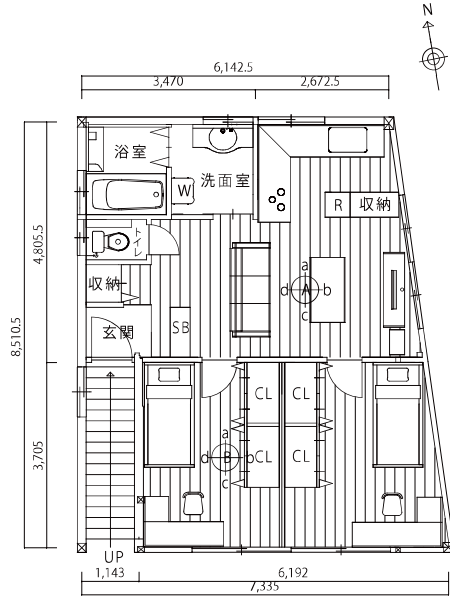 N
6,142.5
3,470
2,672.5
浴室
洗面室
W
R
収納
トイレ
4,805.5
8,510.5
収納
a
d A b
c
玄関
SB
CL
CL
a
d B b
c
CL
CL
3,705
UP
1,143
6,192
7,335